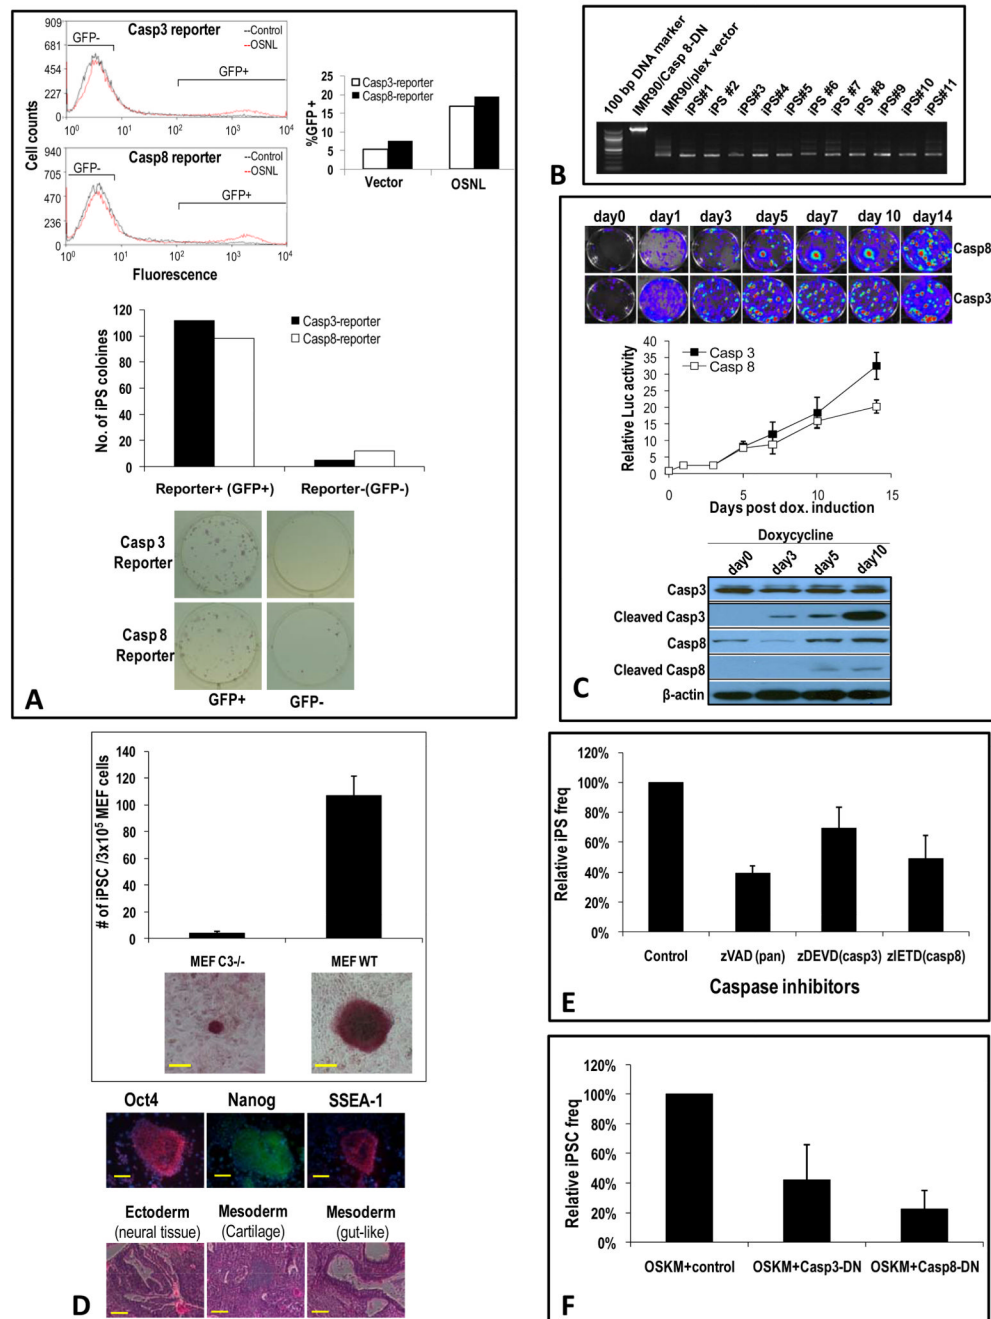 909
681
454
227
0
Cell counts
Casp3 reporter
--Control
--OSNL
GFP-
GFP+
10⁰ 10¹ 10² 10³ 10⁴
940
705
470
236
0
Casp8 reporter
--Control
--OSNL
GFP-
GFP+
10⁰ 10¹ 10² 10³ 10⁴
Fluorescence
%GFP +
25
20
15
10
5
0
Casp3-reporter
Casp8-reporter
Vector OSNL
No. of iPS coloines
120
100
80
60
40
20
0
Casp3-reporter
Casp8-reporter
Reporter+ (GFP+) Reporter-(GFP-)
Casp 3
Reporter
Casp 8
Reporter
GFP+ GFP-
A
100 bp DNA marker
IMR90/Casp 8-DN
IMR90/plex vector
iPS#1
iPS #2
iPS#3
iPS#4
iPS#5
iPS #6
iPS #7
iPS #8
iPS#9
iPS#10
iPS#11
B
day0 day1 day3 day5 day7 day 10 day14
Casp8
Casp3
Relative Luc activity
40
35
30
25
20
15
10
5
0
Casp 3
Casp 8
0 5 10 15
Days post dox. induction
Doxycycline
day0 day3 day5 day10
Casp3
Cleaved Casp3
Casp8
Cleaved Casp8
β-actin
C
# of iPSC /3x10⁵ MEF cells
140
120
100
80
60
40
20
0
MEF C3-/- MEF WT
Oct4 Nanog SSEA-1
Ectoderm Mesoderm Mesoderm
(neural tissue) (Cartilage) (gut-like)
D
Relative iPS freq
120%
100%
80%
60%
40%
20%
0%
Control zVAD (pan) zDEVD(casp3) zIETD(casp8)
Caspase inhibitors
E
Relative iPSC freq
120%
100%
80%
60%
40%
20%
0%
OSKM+control OSKM+Casp3-DN OSKM+Casp8-DN
F